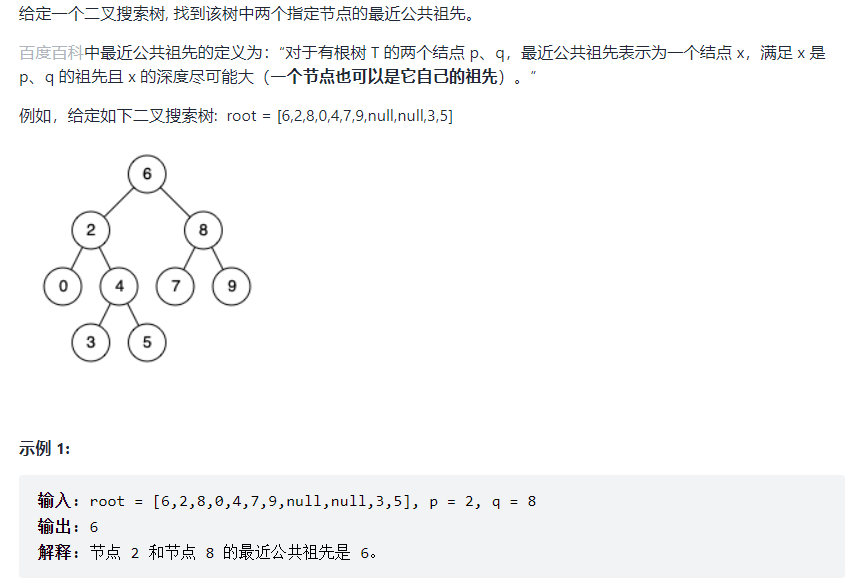 给定一个二叉搜索树, 找到该树中两个指定节点的最近公共祖先。
百度百科中最近公共祖先的定义为：“对于有根树 T 的两个结点 p、q，最近公共祖先表示为一个结点 x，满足 x 是
p、q 的祖先且 x 的深度尽可能大（一个节点也可以是它自己的祖先）。”
例如，给定如下二叉搜索树: root = [6,2,8,0,4,7,9,null,null,3,5]
6
2 8
0 4 7 9
3 5
示例 1:
输入: root = [6,2,8,0,4,7,9,null,null,3,5], p = 2, q = 8
输出: 6
解释: 节点 2 和节点 8 的最近公共祖先是 6。